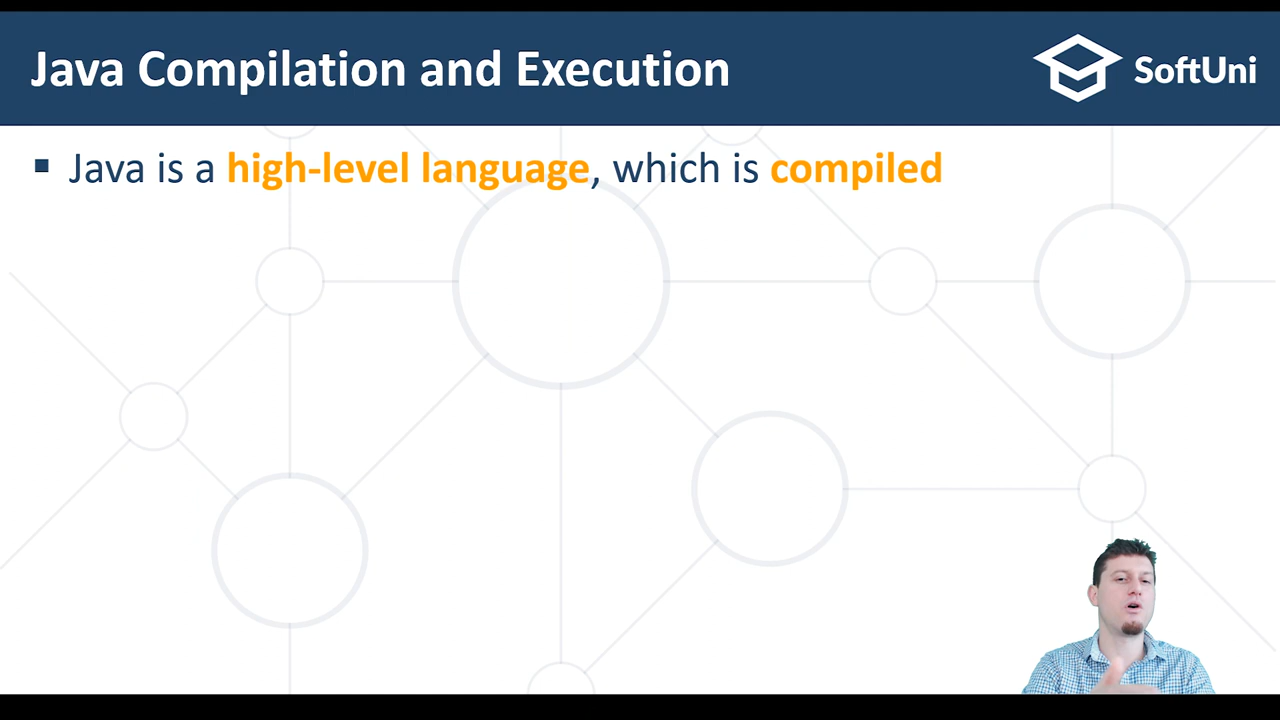 Java Compilation and Execution
SoftUni
▪ Java is a high-level language, which is compiled